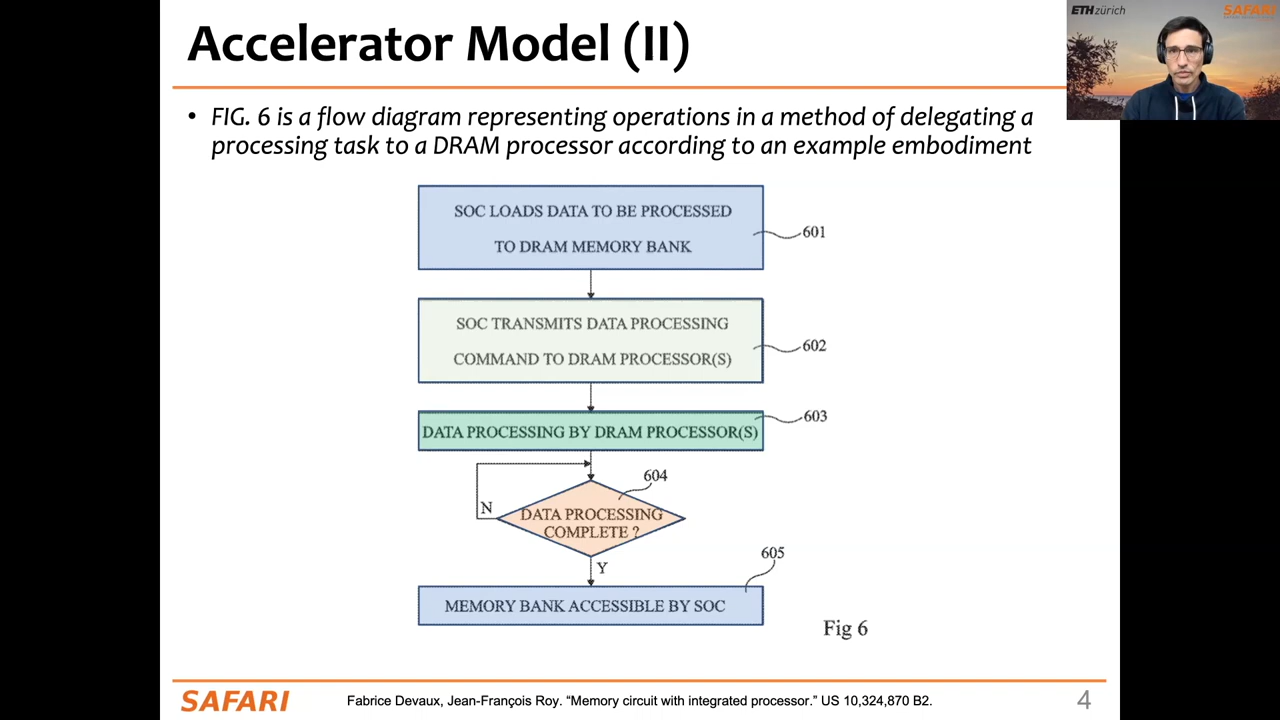 Accelerator Model (II)
ETH zürich
SAFARI
• FIG. 6 is a flow diagram representing operations in a method of delegating a
processing task to a DRAM processor according to an example embodiment
SOC LOADS DATA TO BE PROCESSED
TO DRAM MEMORY BANK
601
SOC TRANSMITS DATA PROCESSING
COMMAND TO DRAM PROCESSOR(S)
602
603
DATA PROCESSING BY DRAM PROCESSOR(S)
604
N
DATA PROCESSING
COMPLETE ?
605
Y
MEMORY BANK ACCESSIBLE BY SOC
Fig 6
SAFARI
Fabrice Devaux, Jean-François Roy. “Memory circuit with integrated processor.” US 10,324,870 B2.
4